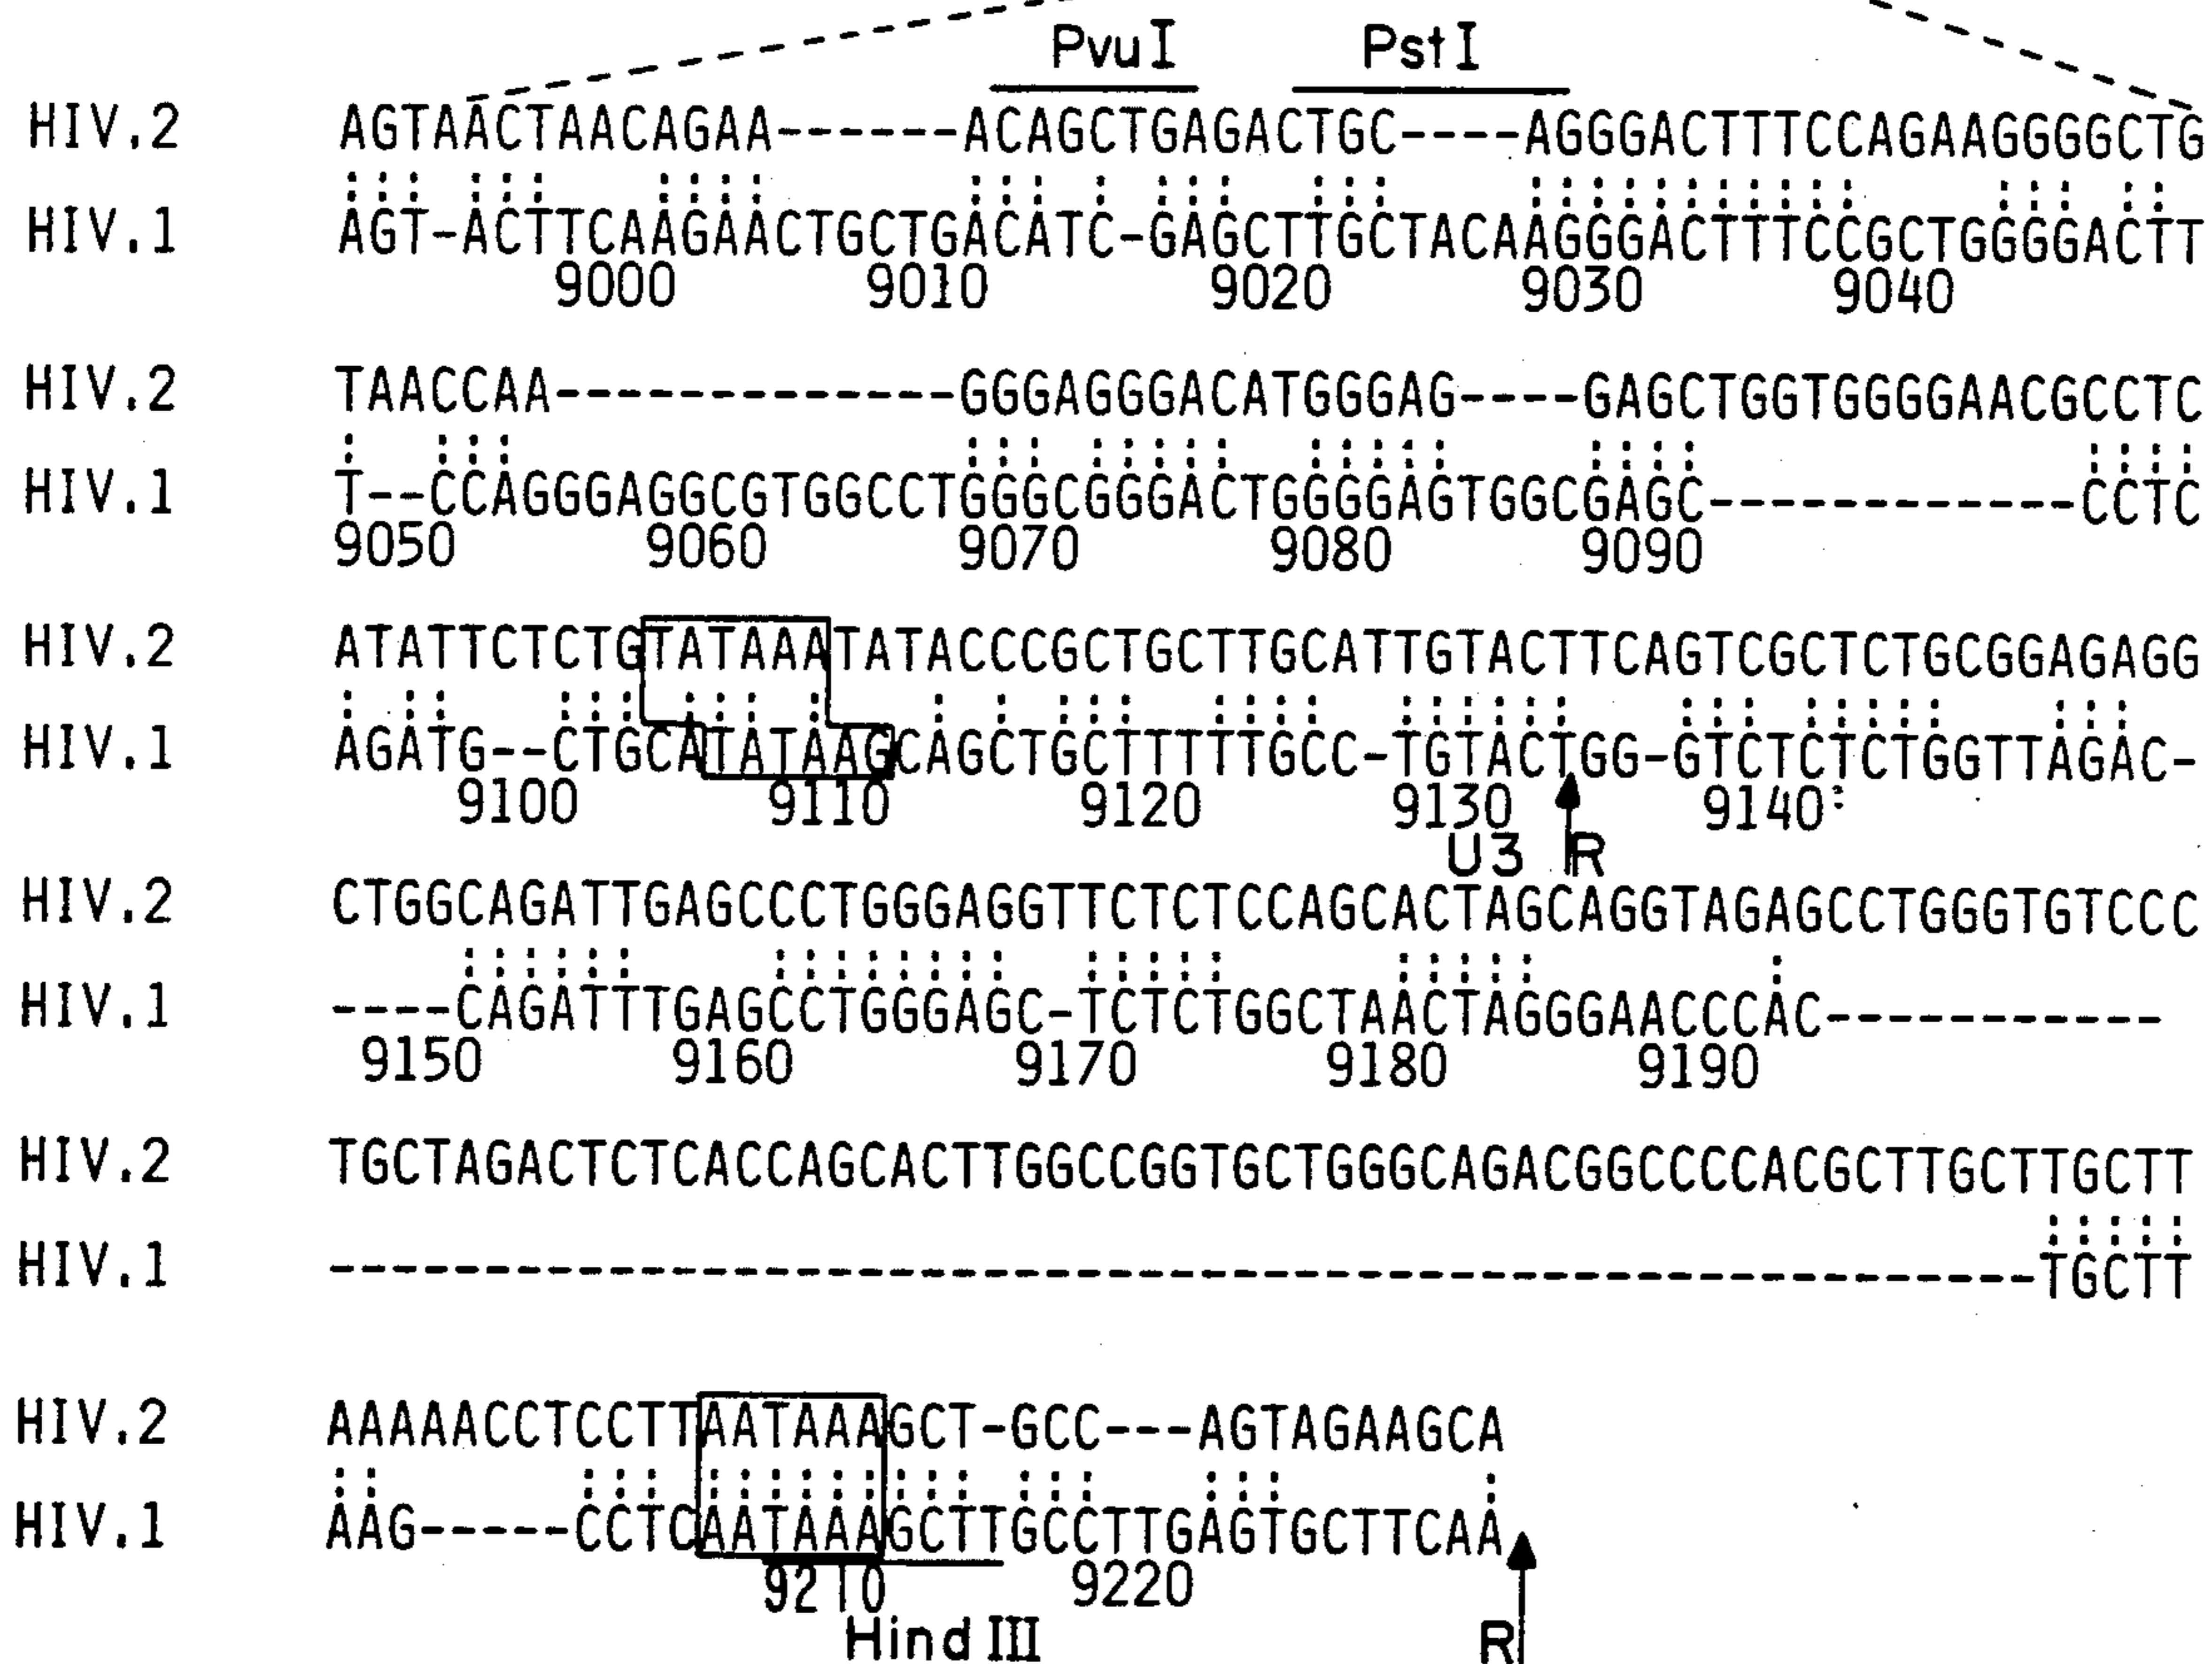 PvuI PstI
HIV.2 AGTAACTAACAGAA------ACAGCTGAGACTGC----AGGGACTTTCCAGAAGGGGCTG
HIV.1 AGT-ACTTCAAGAACTGCTGACATC-GAGCTTGCTACAAGGGACTTTCCGCTGGGGACTT
9000 9010 9020 9030 9040
HIV.2 TAACCAA-------------GGGAGGGACATGGGAG----GAGCTGGTGGGGAACGCCTC
HIV.1 T--CCAGGGAGGCGTGGCCTGGGCGGGACTGGGGAGTGGCGAGC------------CCTC
9050 9060 9070 9080 9090
HIV.2 ATATTCTCTGTATAAATATACCCGCTGCTTGCATTGTACTTCAGTCGCTCTGCGGAGAGG
HIV.1 AGATG--CTGCATATAAGCAGCTGCTTTTTGCC-TGTACTGG-GTCTCTCTGGTTAGAC-
9100 9110 9120 9130 9140
U3 R
HIV.2 CTGGCAGATTGAGCCCTGGGAGGTTCTCTCCAGCACTAGCAGGTAGAGCCTGGGTGTCCC
HIV.1 ----CAGATTTGAGCCTGGGAGC-TCTCTGGCTAACTAGGGAACCCAC-----------
9150 9160 9170 9180 9190
HIV.2 TGCTAGACTCTCACCAGCACTTGGCCGGTGCTGGGCAGACGGCCCCACGCTTGCTTGCTT
HIV.1 -------------------------------------------------------TGCTT
HIV.2 AAAAACCTCCTTAATAAAGCT-GCC---AGTAGAAGCA
HIV.1 AAG-----CCTCAATAAAGCTTGCCTTGAGTGCTTCAA
9210 9220
Hind III R